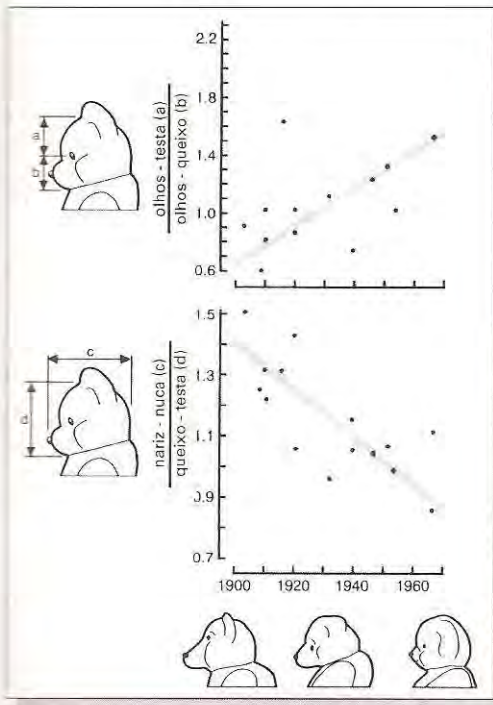 2.2
1.8
1.4
1.0
0.6
olhos - testa (a)
olhos - queixo (b)
a
b
1.5
1.3
1.1
0.9
0.7
nariz - nuca (c)
queixo - testa (d)
c
d
1900 1920 1940 1960